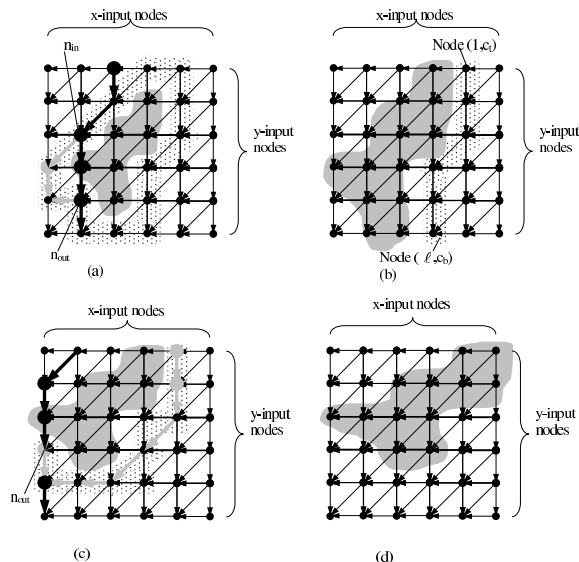 x-input nodes
n_in
y-input
nodes
n_out
(a)
x-input nodes
Node (1,c_t)
y-input
nodes
Node ( ℓ,c_b)
(b)
x-input nodes
y-input
nodes
n_out
(c)
x-input nodes
y-input
nodes
(d)